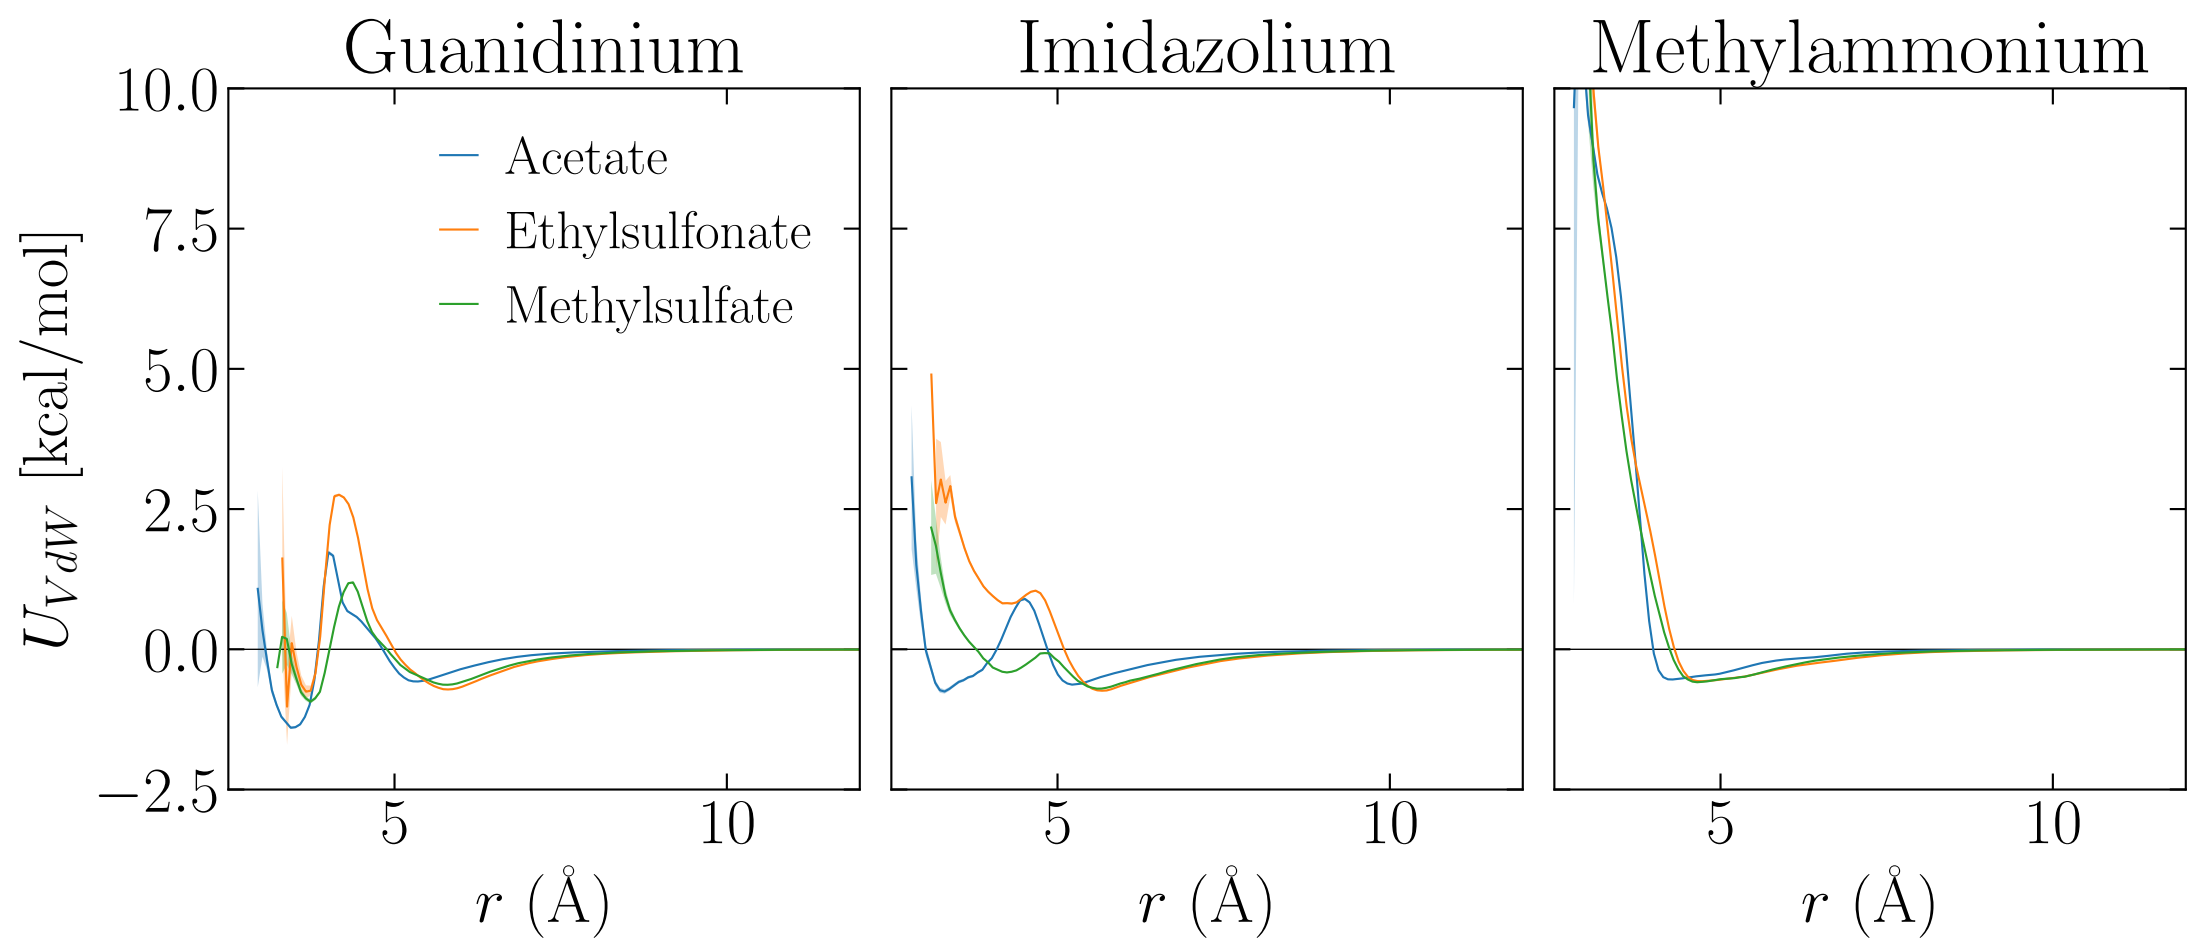 Guanidinium Imidazolium Methylammonium
10.0
7.5
5.0
2.5
0.0
−2.5
U_VdW [kcal/mol]
Acetate
Ethylsulfonate
Methylsulfate
5 10 5 10 5 10
r (Å) r (Å) r (Å)